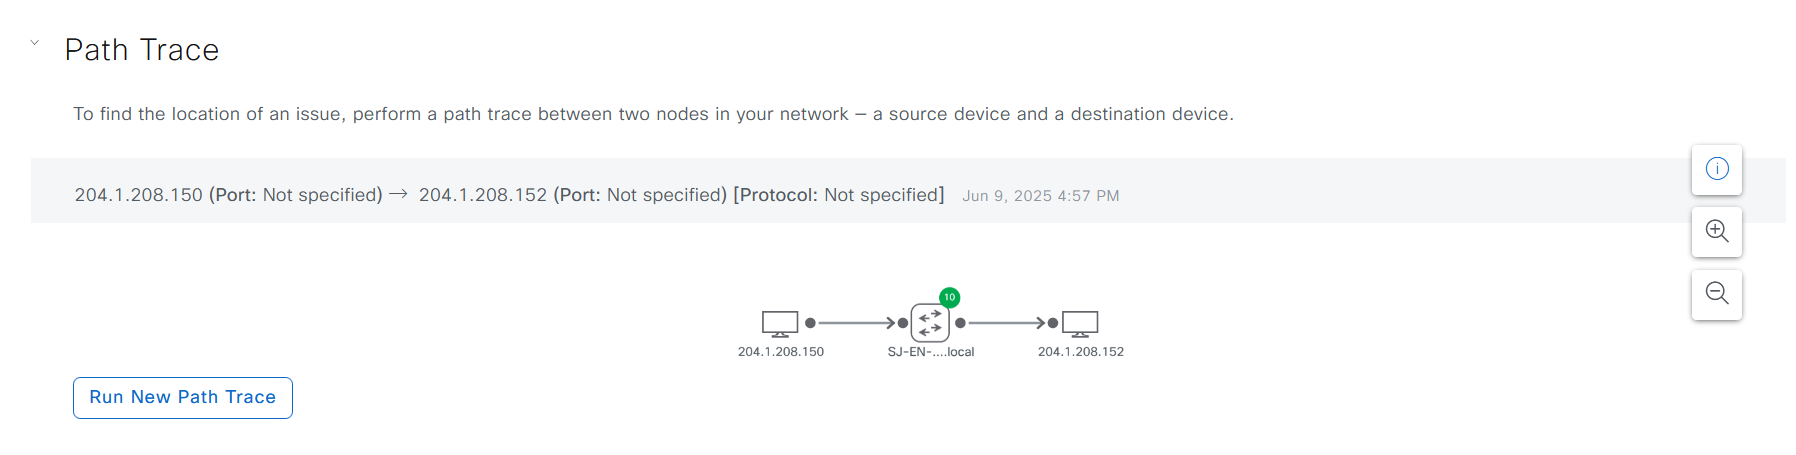 Path Trace
To find the location of an issue, perform a path trace between two nodes in your network – a source device and a destination device.
204.1.208.150 (Port: Not specified) → 204.1.208.152 (Port: Not specified) [Protocol: Not specified] Jun 9, 2025 4:57 PM
10
204.1.208.150 SJ-EN-....local 204.1.208.152
Run New Path Trace